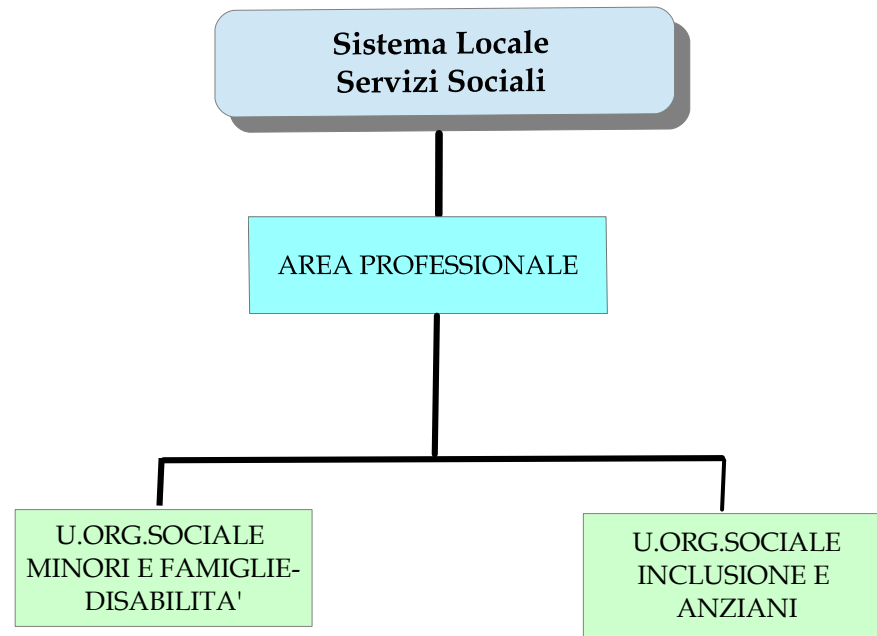 Sistema Locale
Servizi Sociali
AREA PROFESSIONALE
U.ORG.SOCIALE
MINORI E FAMIGLIE-
DISABILITA'
U.ORG.SOCIALE
INCLUSIONE E
ANZIANI